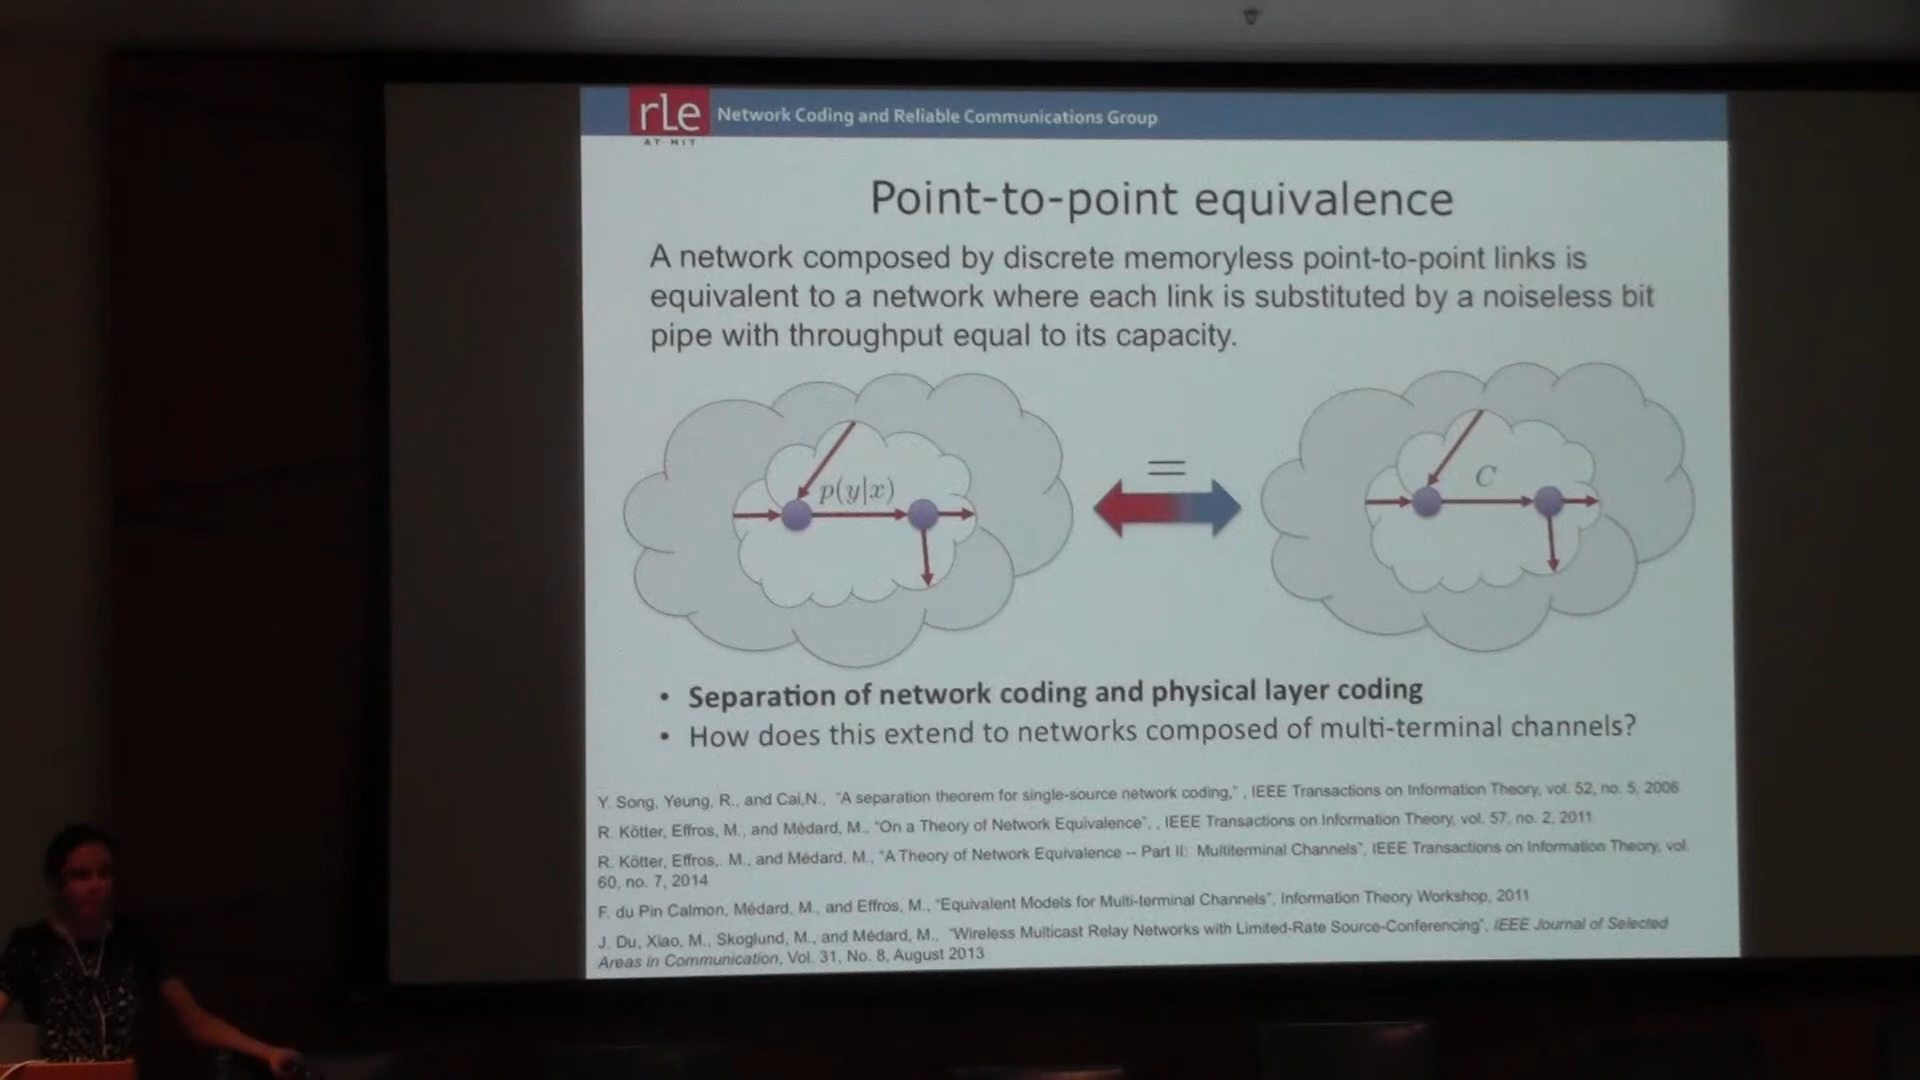 rle
AT MIT
Network Coding and Reliable Communications Group
Point-to-point equivalence
A network composed by discrete memoryless point-to-point links is
equivalent to a network where each link is substituted by a noiseless bit
pipe with throughput equal to its capacity.
p(y|x)
=
C
• Separation of network coding and physical layer coding
• How does this extend to networks composed of multi-terminal channels?
Y. Song, Yeung, R., and Cai,N., "A separation theorem for single-source network coding," , IEEE Transactions on Information Theory, vol. 52, no. 5, 2006
R. Kötter, Effros, M., and Médard, M., "On a Theory of Network Equivalence", , IEEE Transactions on Information Theory, vol. 57, no. 2, 2011
R. Kötter, Effros, M., and Médard, M., "A Theory of Network Equivalence -- Part II: Multiterminal Channels", IEEE Transactions on Information Theory, vol.
60, no. 7, 2014
F. du Pin Calmon, Médard, M., and Effros, M., "Equivalent Models for Multi-terminal Channels", Information Theory Workshop, 2011
J. Du, Xiao, M., Skoglund, M., and Médard, M., "Wireless Multicast Relay Networks with Limited-Rate Source-Conferencing", IEEE Journal of Selected
Areas in Communication, Vol. 31, No. 8, August 2013